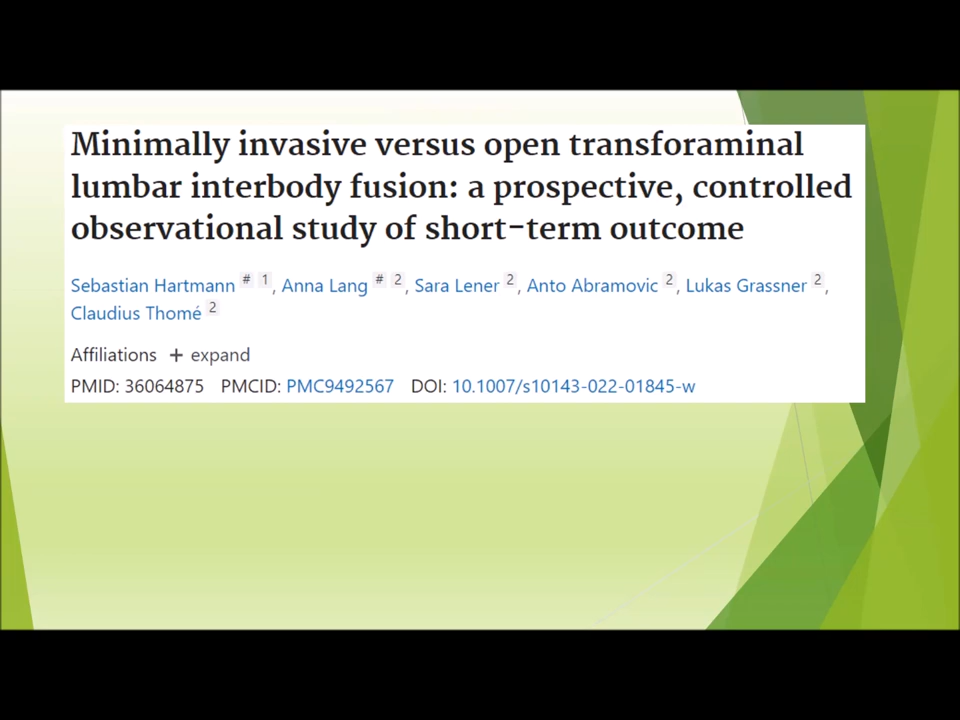 Minimally invasive versus open transforaminal
lumbar interbody fusion: a prospective, controlled
observational study of short-term outcome
Sebastian Hartmann # 1, Anna Lang # 2, Sara Lener 2, Anto Abramovic 2, Lukas Grassner 2,
Claudius Thomé 2
Affiliations + expand
PMID: 36064875 PMCID: PMC9492567 DOI: 10.1007/s10143-022-01845-w